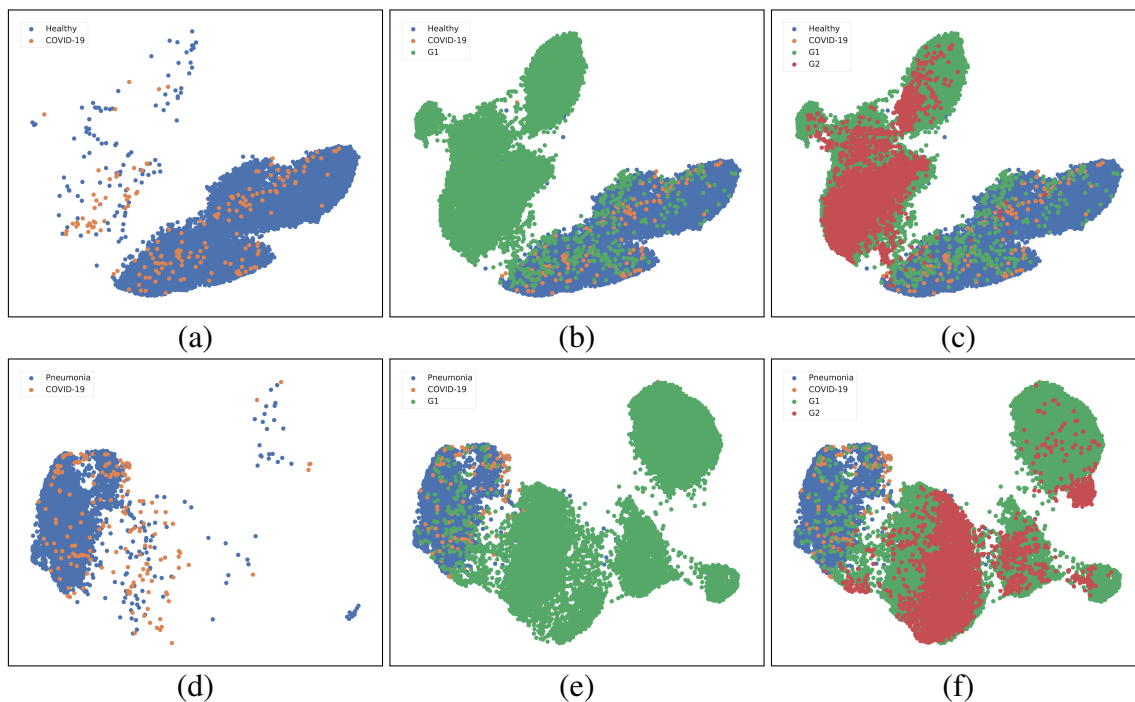 Healthy
COVID-19
(a)
Healthy
COVID-19
G1
(b)
Healthy
COVID-19
G1
G2
(c)
Pneumonia
COVID-19
(d)
Pneumonia
COVID-19
G1
(e)
Pneumonia
COVID-19
G1
G2
(f)